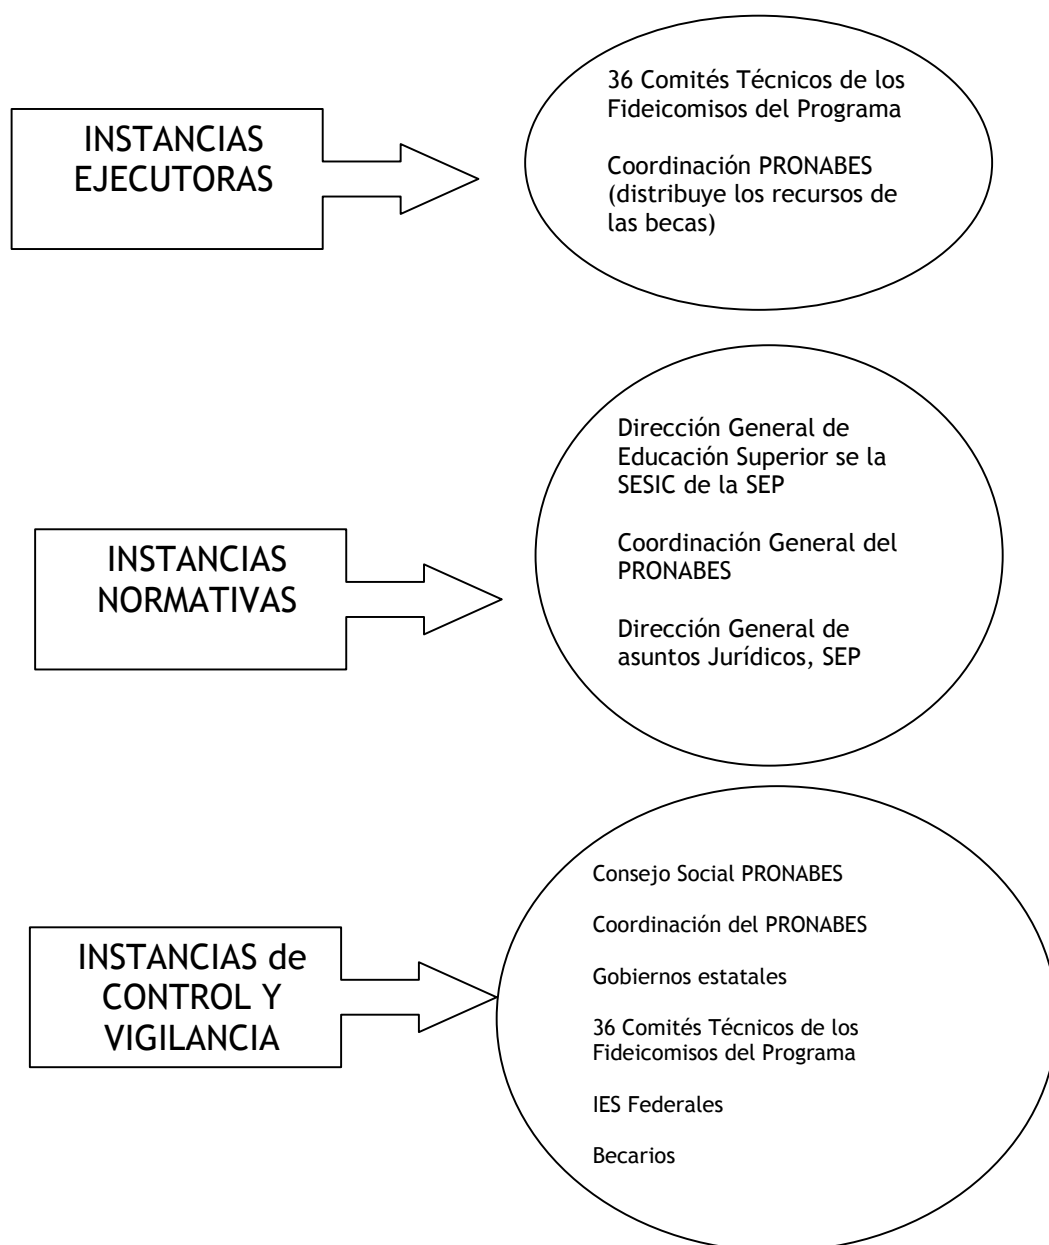 INSTANCIAS
EJECUTORAS
36 Comités Técnicos de los
Fideicomisos del Programa
Coordinación PRONABES
(distribuye los recursos de
las becas)
INSTANCIAS
NORMATIVAS
Dirección General de
Educación Superior se la
SESIC de la SEP
Coordinación General del
PRONABES
Dirección General de
asuntos Jurídicos, SEP
INSTANCIAS de
CONTROL Y
VIGILANCIA
Consejo Social PRONABES
Coordinación del PRONABES
Gobiernos estatales
36 Comités Técnicos de los
Fideicomisos del Programa
IES Federales
Becarios